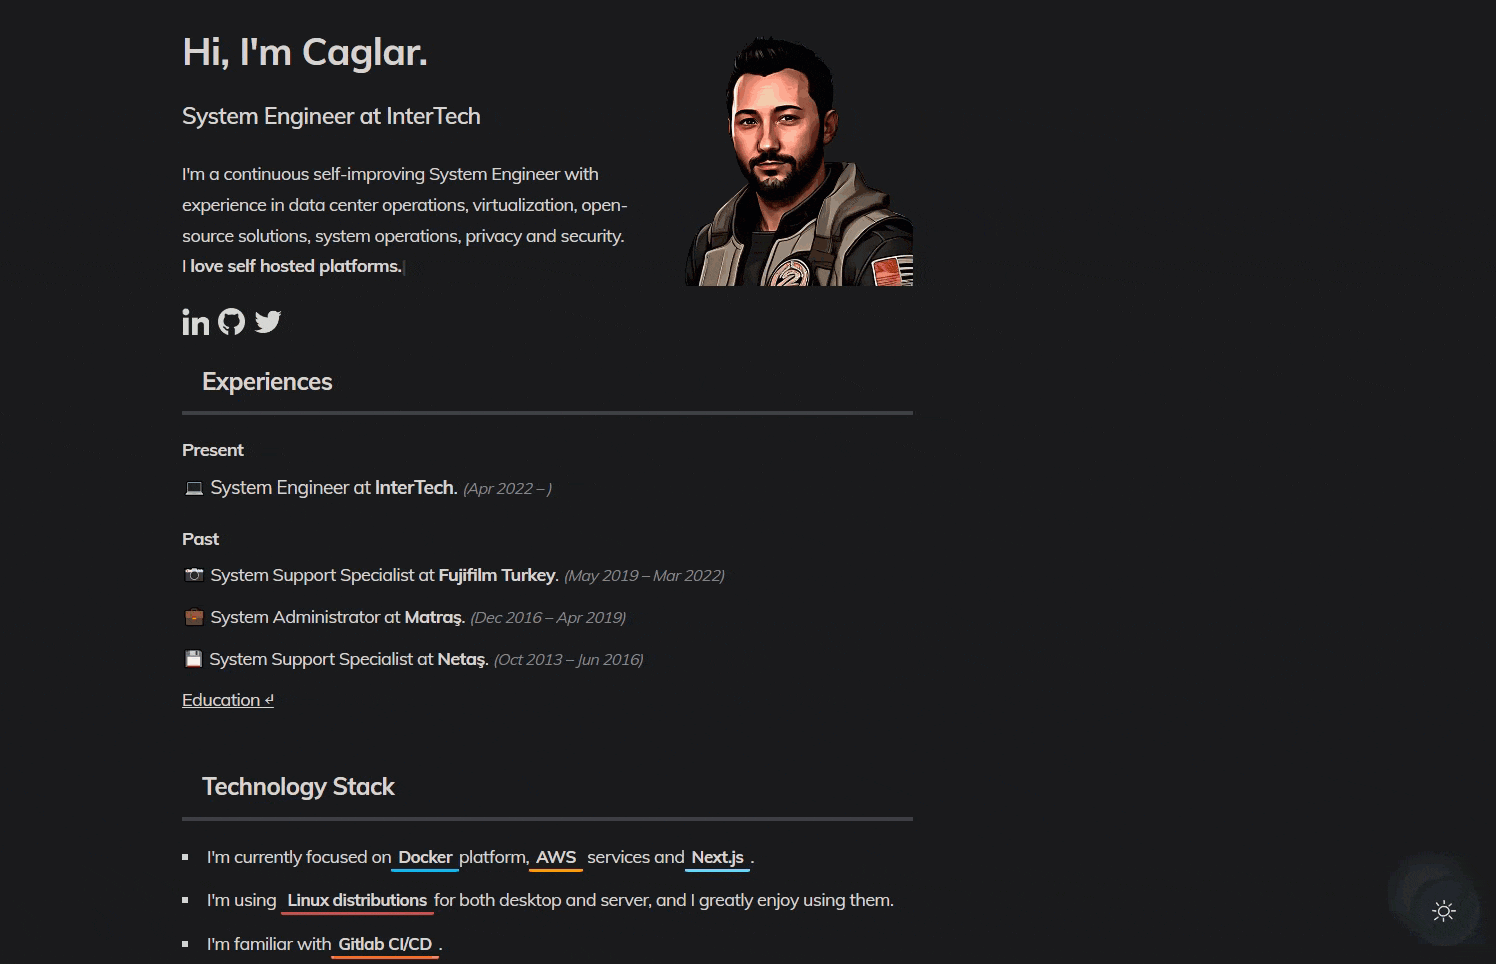 Hi, I'm Caglar.
System Engineer at InterTech
I'm a continuous self-improving System Engineer with
experience in data center operations, virtualization, open-
source solutions, system operations, privacy and security.
I love self hosted platforms.
Experiences
Present
System Engineer at InterTech. (Apr 2022 – )
Past
System Support Specialist at Fujifilm Turkey. (May 2019 – Mar 2022)
System Administrator at Matraş. (Dec 2016 – Apr 2019)
System Support Specialist at Netaş. (Oct 2013 – Jun 2016)
Education ↲
Technology Stack
I'm currently focused on Docker platform, AWS services and Next.js .
I'm using Linux distributions for both desktop and server, and I greatly enjoy using them.
I'm familiar with Gitlab CI/CD .